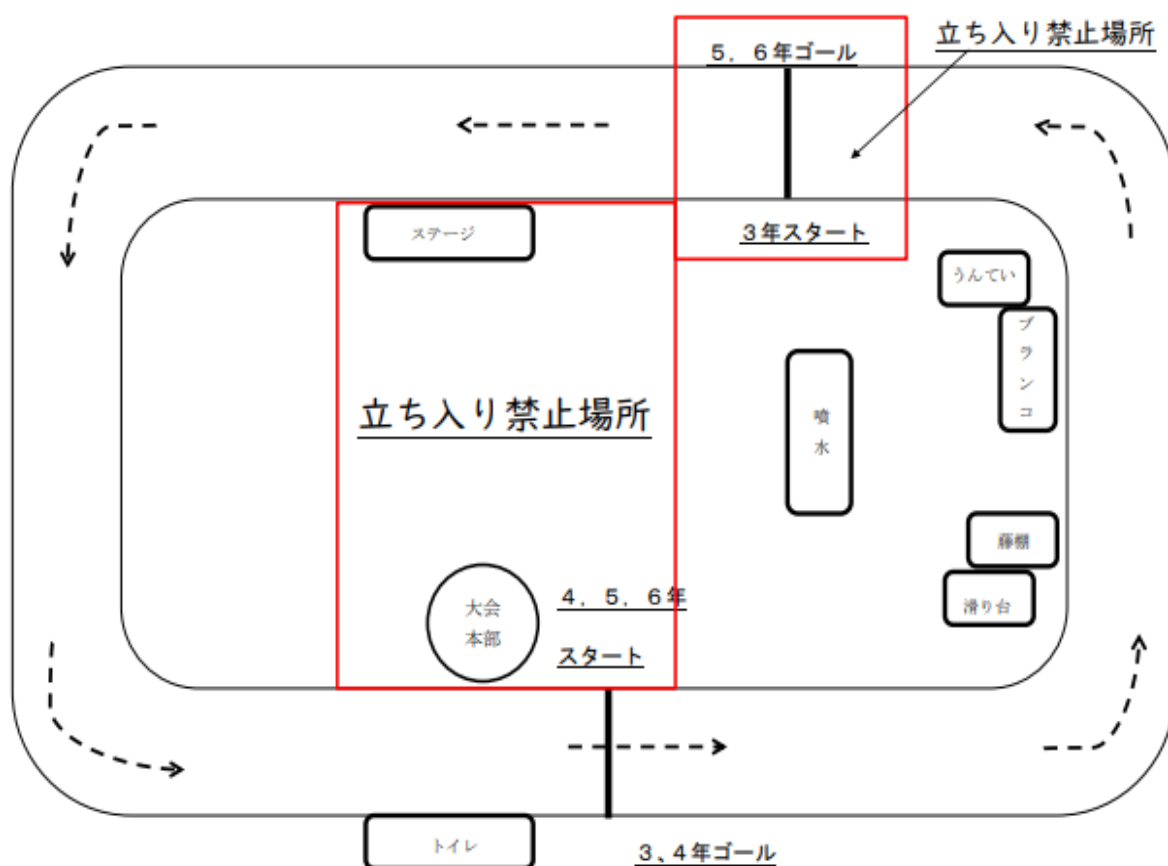 立ち入り禁止場所
5，6年ゴール
ステージ
3年スタート
うんてい
ブランコ
立ち入り禁止場所
噴水
藤棚
大会
本部
4，5，6年
スタート
滑り台
トイレ
3、4年ゴール